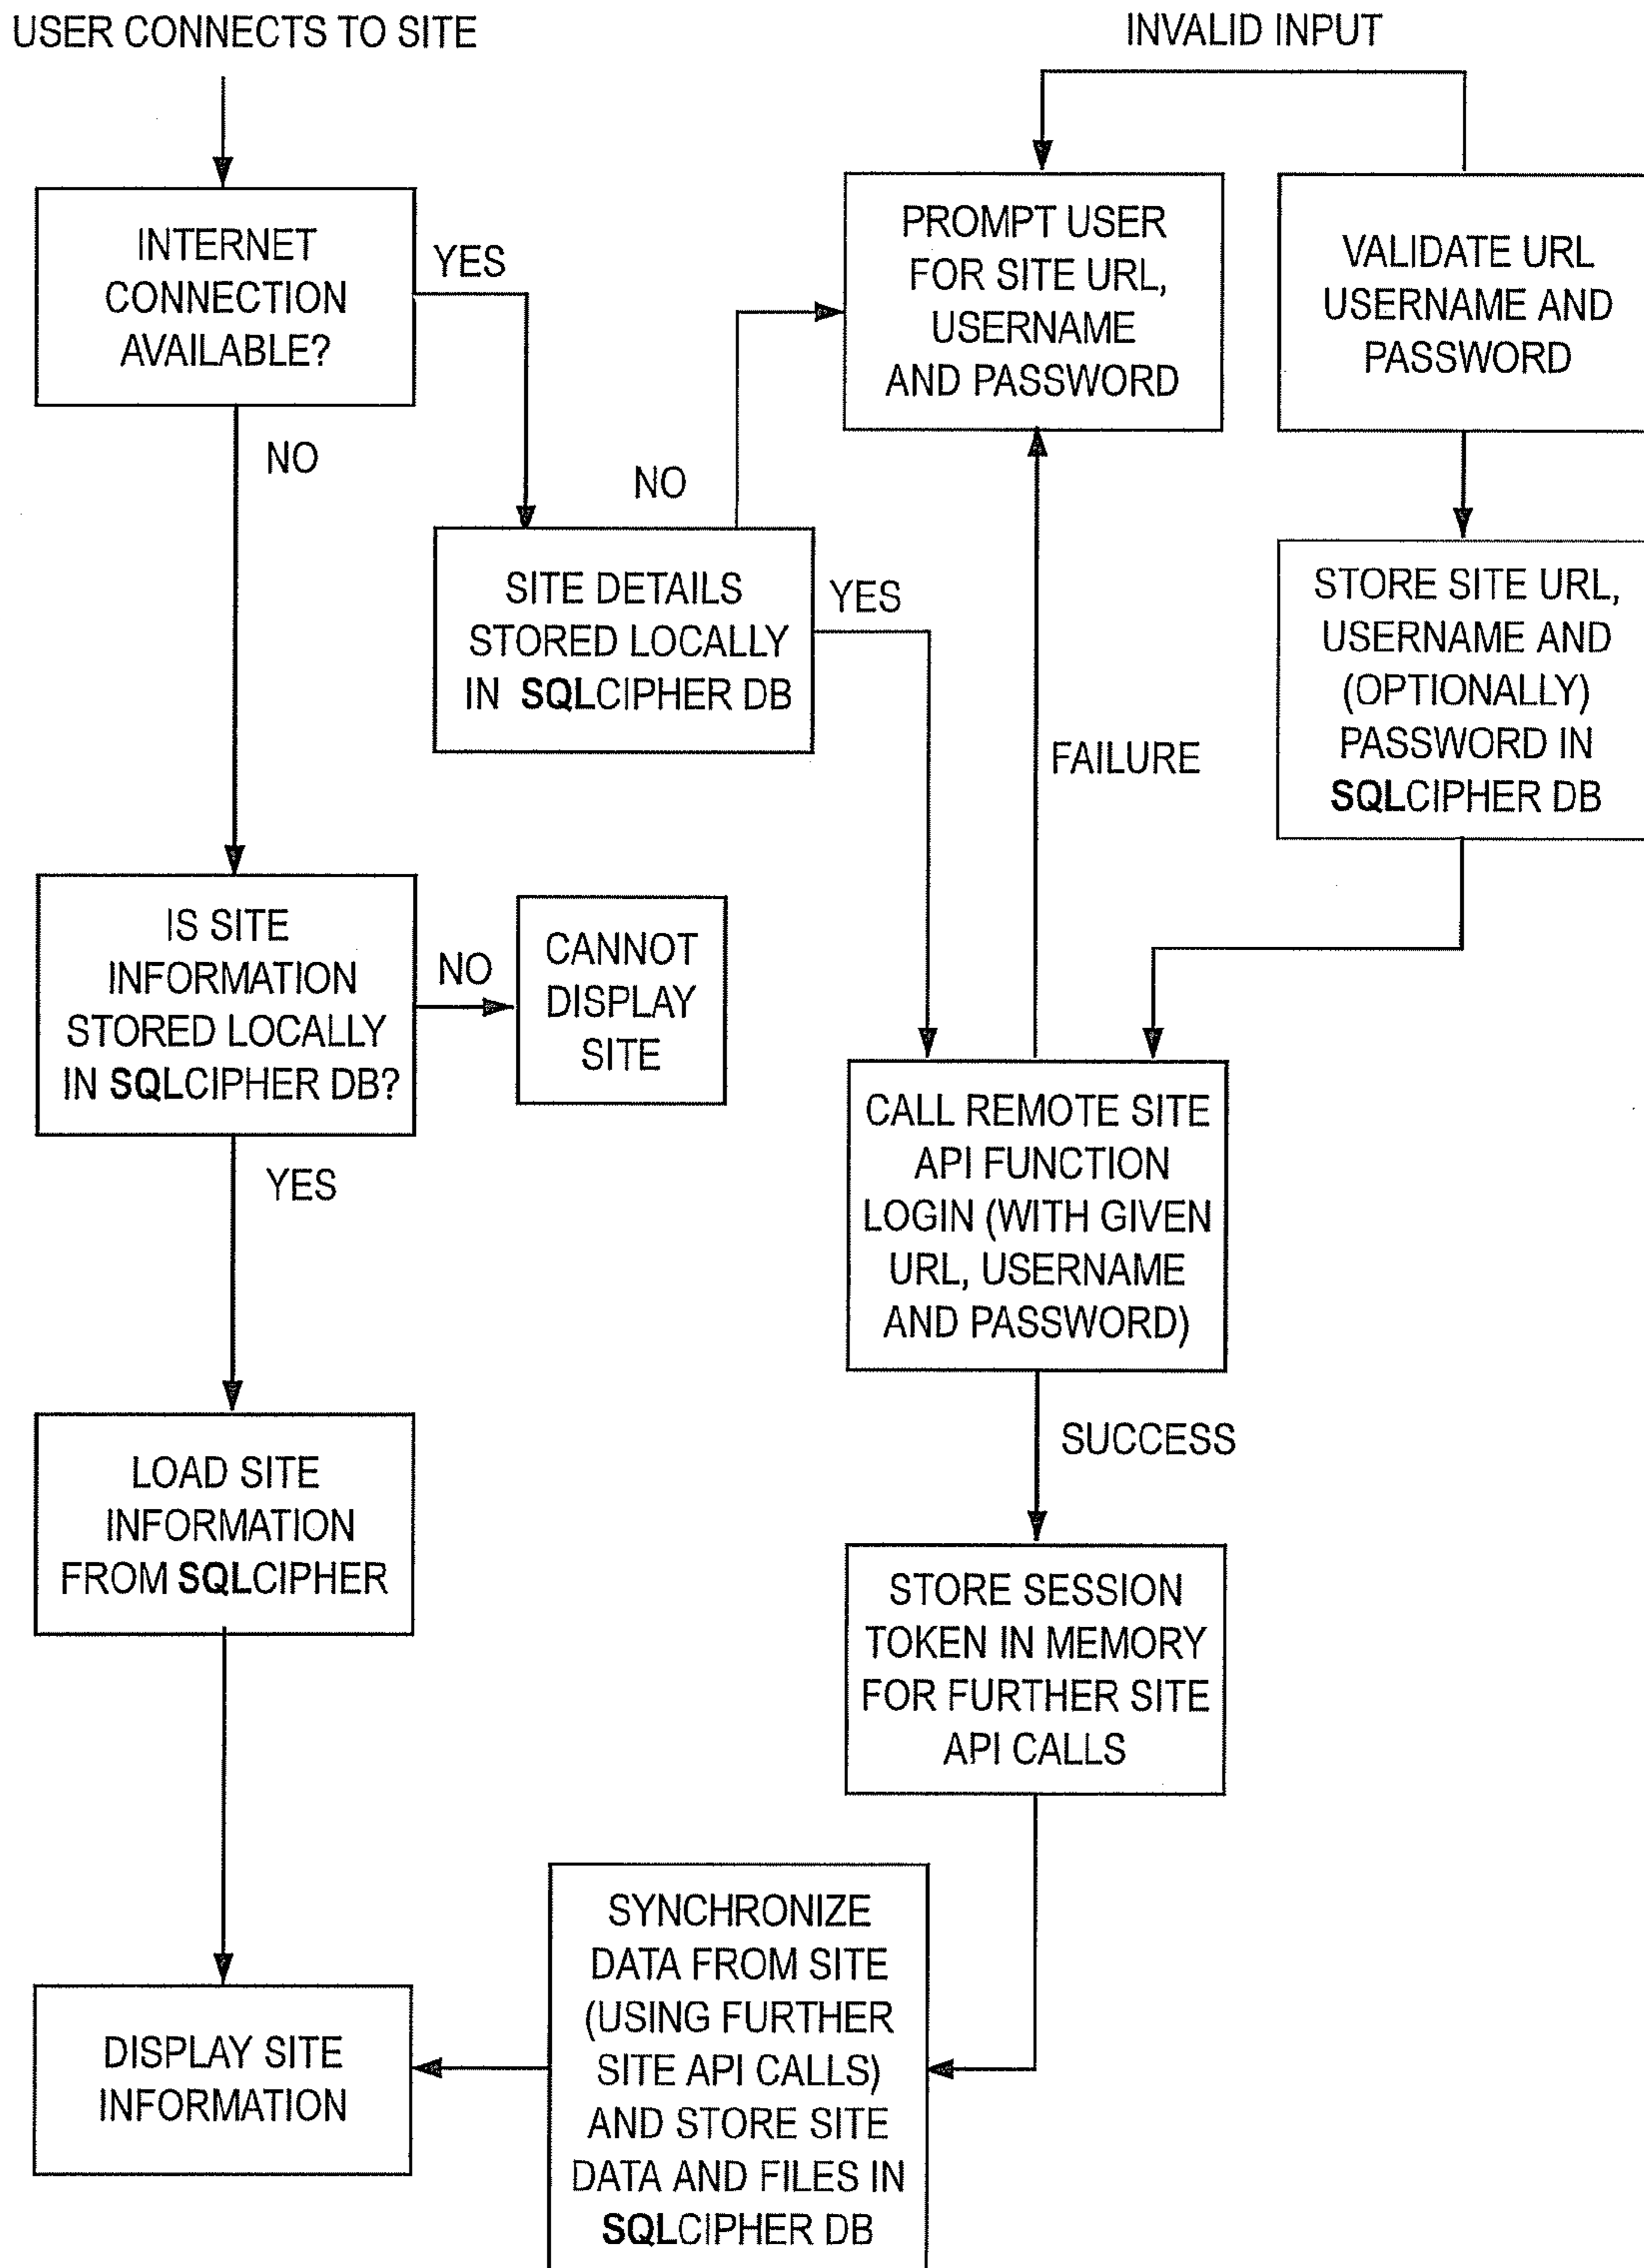 USER CONNECTS TO SITE
INVALID INPUT
INTERNET
CONNECTION
AVAILABLE?
YES
NO
PROMPT USER
FOR SITE URL,
USERNAME
AND PASSWORD
VALIDATE URL
USERNAME AND
PASSWORD
NO
SITE DETAILS
STORED LOCALLY
IN SQLCIPHER DB
YES
STORE SITE URL,
USERNAME AND
(OPTIONALLY)
PASSWORD IN
SQLCIPHER DB
FAILURE
IS SITE
INFORMATION
STORED LOCALLY
IN SQLCIPHER DB?
NO
CANNOT
DISPLAY
SITE
YES
CALL REMOTE SITE
API FUNCTION
LOGIN (WITH GIVEN
URL, USERNAME
AND PASSWORD)
SUCCESS
LOAD SITE
INFORMATION
FROM SQLCIPHER
STORE SESSION
TOKEN IN MEMORY
FOR FURTHER SITE
API CALLS
SYNCHRONIZE
DATA FROM SITE
(USING FURTHER
SITE API CALLS)
AND STORE SITE
DATA AND FILES IN
SQLCIPHER DB
DISPLAY SITE
INFORMATION